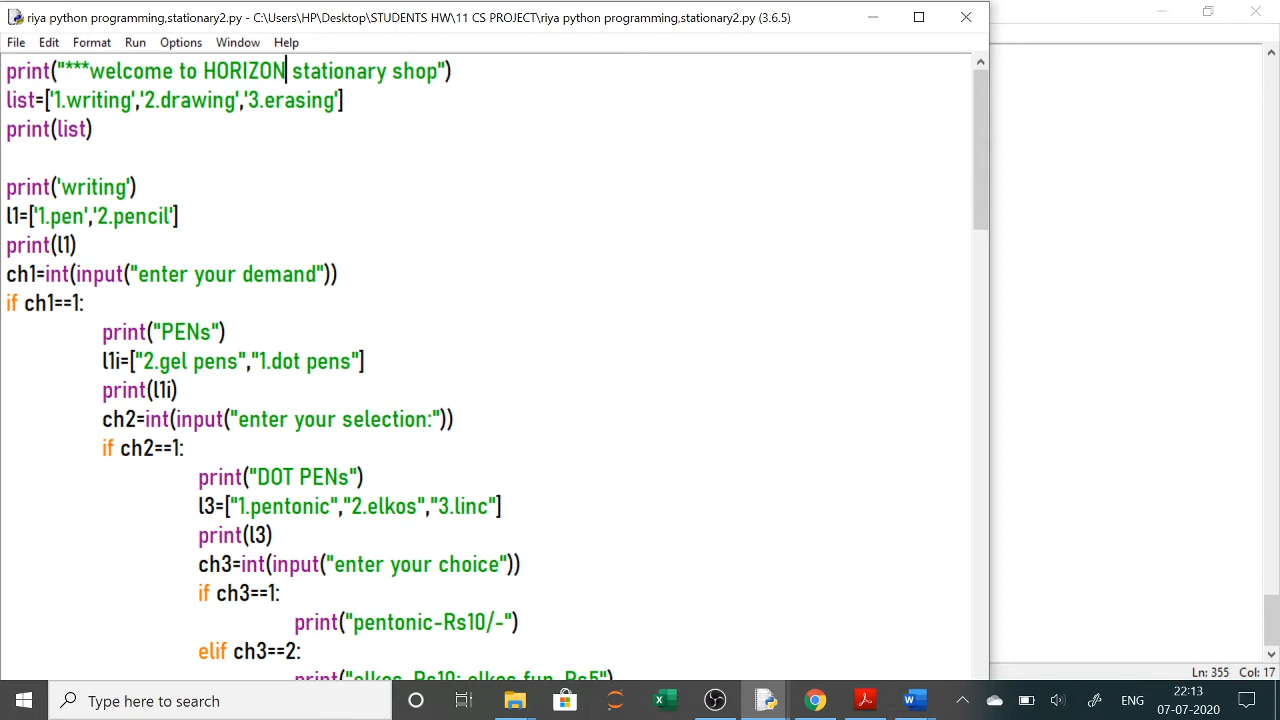 riya python programming,stationary2.py - C:\Users\HP\Desktop\STUDENTS HW\11 CS PROJECT\riya python programming,stationary2.py (3.6.5)
File Edit Format Run Options Window Help
print("***welcome to HORIZON stationary shop")
list=['1.writing','2.drawing','3.erasing']
print(list)
print('writing')
l1=['1.pen','2.pencil']
print(l1)
ch1=int(input("enter your demand"))
if ch1==1:
print("PENs")
l1i=["2.gel pens","1.dot pens"]
print(l1i)
ch2=int(input("enter your selection:"))
if ch2==1:
print("DOT PENs")
l3=["1.pentonic","2.elkos","3.linc"]
print(l3)
ch3=int(input("enter your choice"))
if ch3==1:
print("pentonic-Rs10/-")
elif ch3==2:
print("elkos-Rs10; elkos fun-Rs5")
Ln: 355 Col: 17
Type here to search
ENG
22:13
07-07-2020